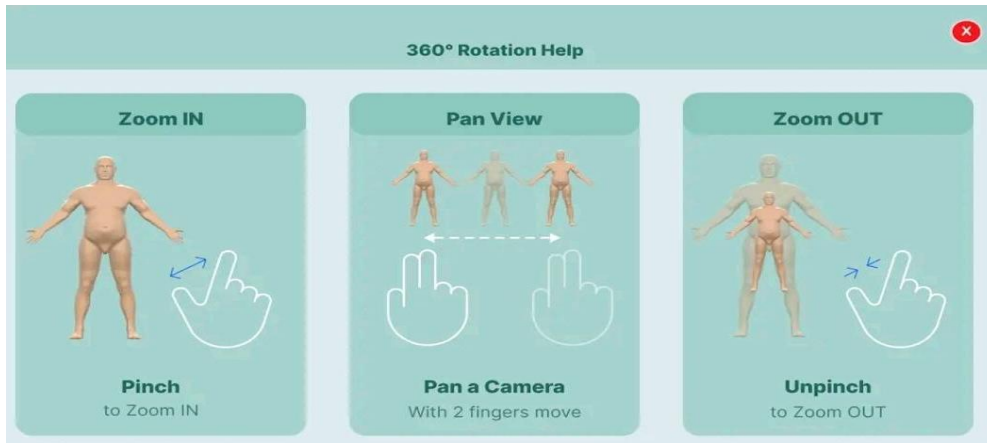 360° Rotation Help
X
Zoom IN
Pinch
to Zoom IN
Pan View
Pan a Camera
With 2 fingers move
Zoom OUT
Unpinch
to Zoom OUT